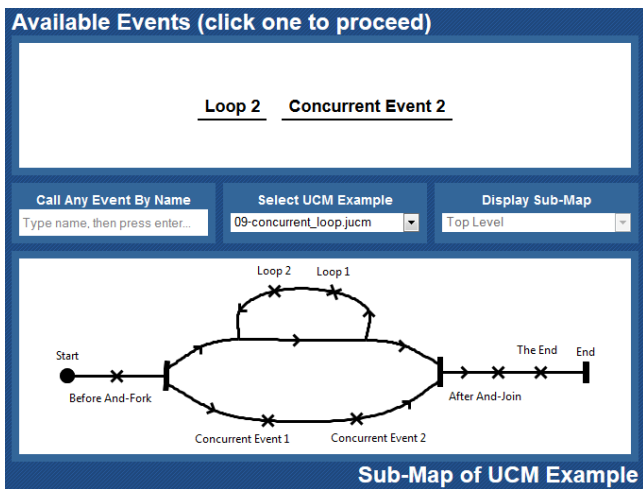 Available Events (click one to proceed)
Loop 2 Concurrent Event 2
Call Any Event By Name
Type name, then press enter...
Select UCM Example
09-concurrent_loop.jucm
Display Sub-Map
Top Level
Loop 2 Loop 1
Start
The End End
Before And-Fork
After And-Join
Concurrent Event 1 Concurrent Event 2
Sub-Map of UCM Example